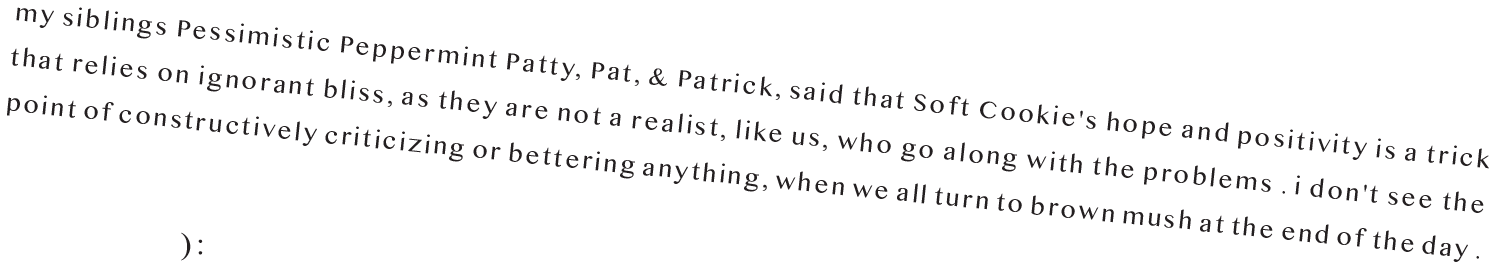 my siblings Pessimistic Peppermint Patty, Pat, & Patrick, said that Soft Cookie's hope and positivity is a trick
that relies on ignorant bliss, as they are not a realist, like us, who go along with the problems . i don't see the
point of constructively criticizing or bettering anything, when we all turn to brown mush at the end of the day .
):